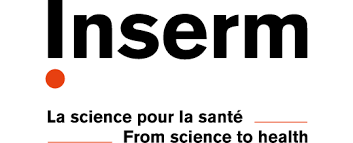 Inserm
La science pour la santé
From science to health